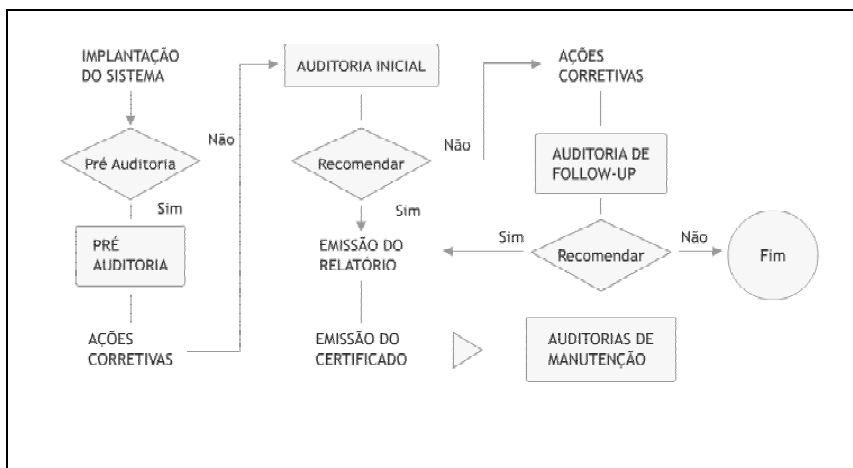 IMPLANTAÇÃO
DO SISTEMA
Pré Auditoria
Não
Sim
PRÉ
AUDITORIA
AÇÕES
CORRETIVAS
AUDITORIA INICIAL
Recomendar
Não
Sim
EMISSÃO DO
RELATÓRIO
EMISSÃO DO
CERTIFICADO
AÇÕES
CORRETIVAS
AUDITORIA DE
FOLLOW-UP
Sim
Recomendar
Não
Fim
AUDITORIAS DE
MANUTENÇÃO